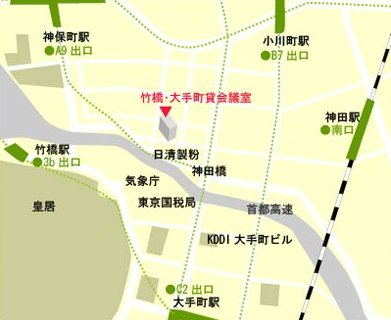 神保町駅
A9 出口
小川町駅
B7 出口
竹橋・大手町貸会議室
神田駅
南口
竹橋駅
3b 出口
日清製粉
神田橋
気象庁
東京国税局
皇居
首都高速
KDDI 大手町ビル
C2 出口
大手町駅